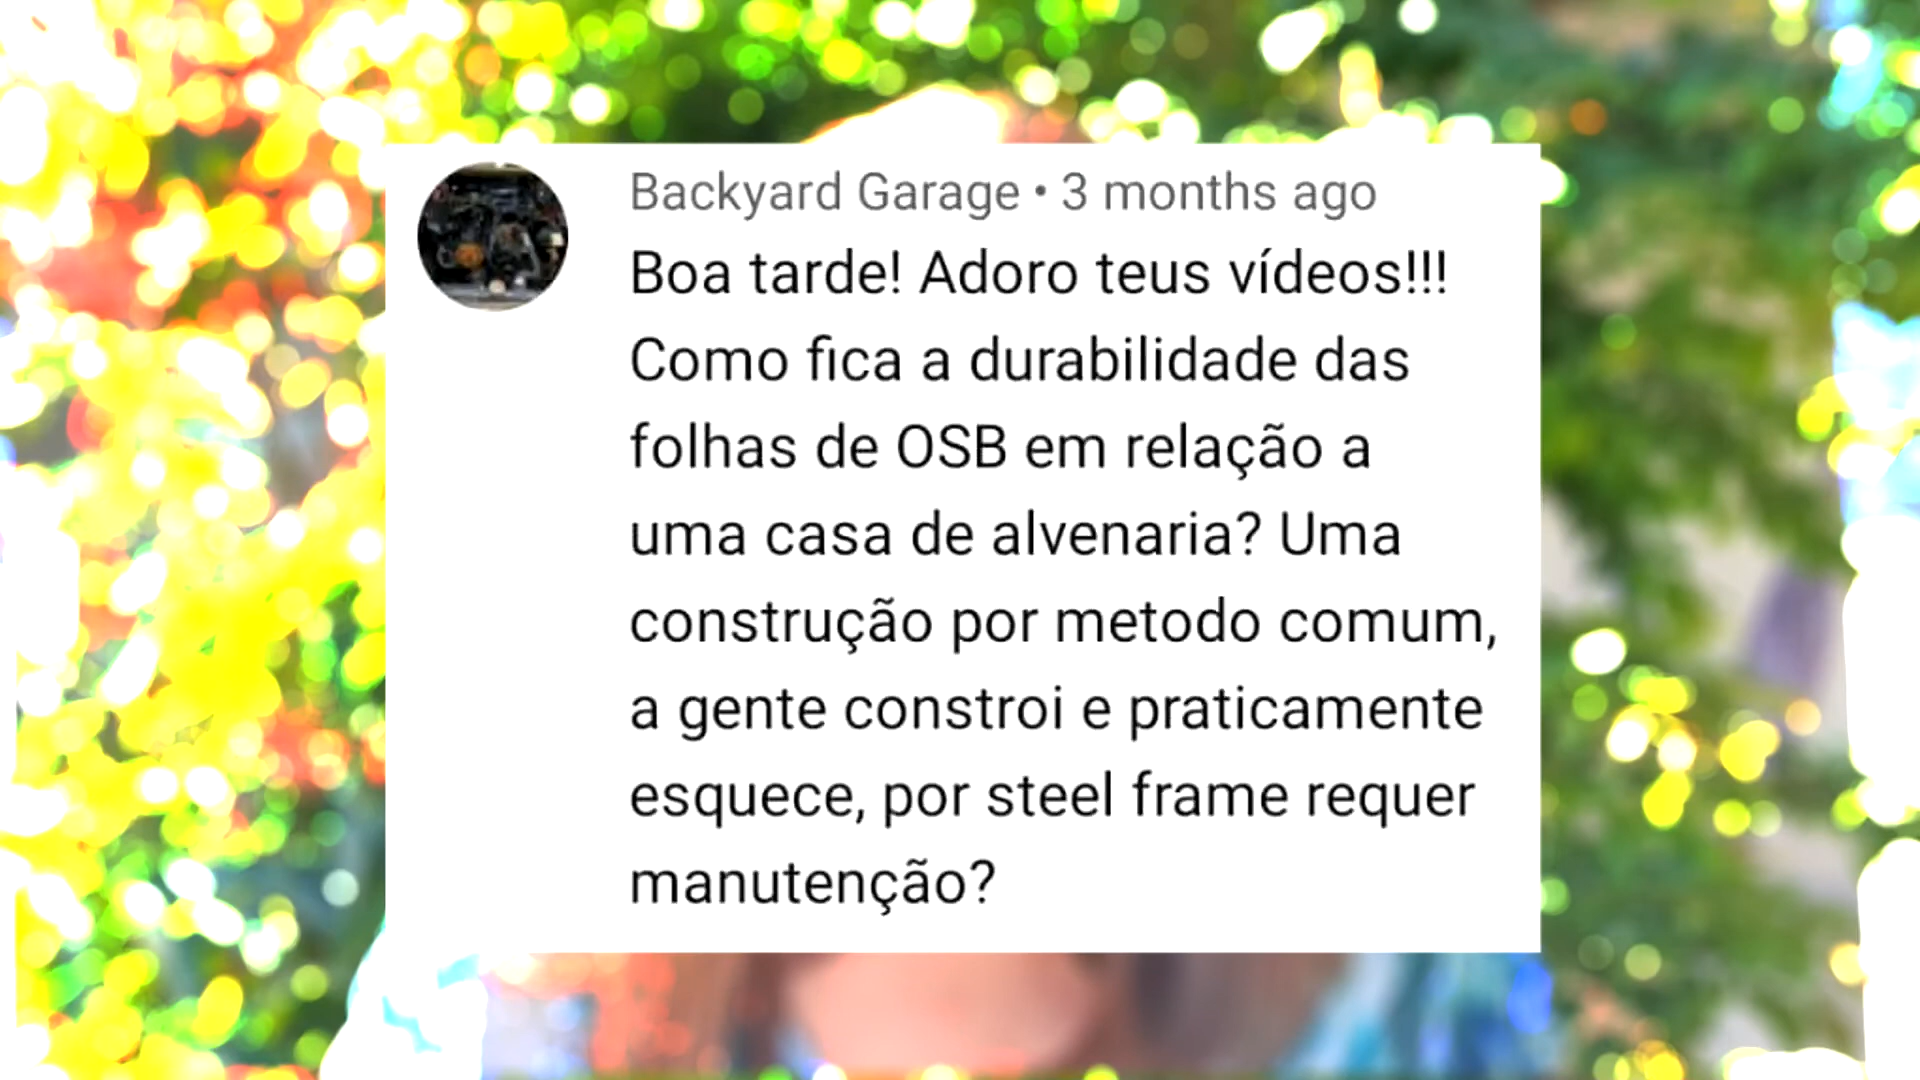 Backyard Garage • 3 months ago
Boa tarde! Adoro teus vídeos!!!
Como fica a durabilidade das
folhas de OSB em relação a
uma casa de alvenaria? Uma
construção por metodo comum,
a gente constroi e praticamente
esquece, por steel frame requer
manutenção?